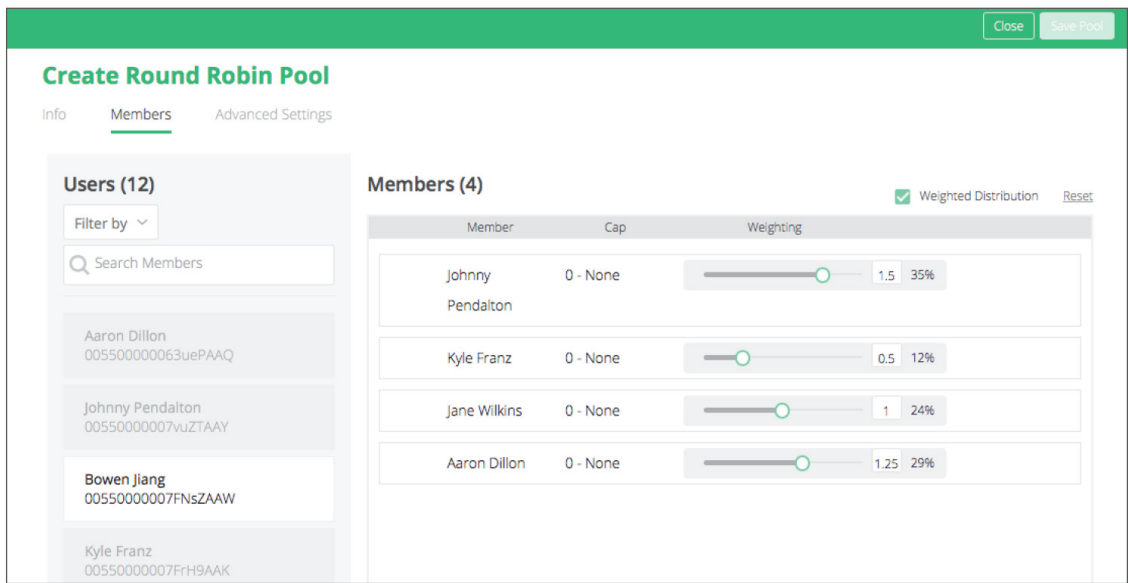 Close Save Pool
Create Round Robin Pool
Info Members Advanced Settings
Users (12)
Filter by
Search Members
Aaron Dillon
005500000063uePAAQ
Johnny Pendalton
00550000007vuZTAAY
Bowen Jiang
00550000007FNsZAAW
Kyle Franz
00550000007FrH9AAK
Members (4)
Weighted Distribution Reset
Member Cap Weighting
Johnny 0 - None 1.5 35%
Pendalton
Kyle Franz 0 - None 0.5 12%
Jane Wilkins 0 - None 1 24%
Aaron Dillon 0 - None 1.25 29%